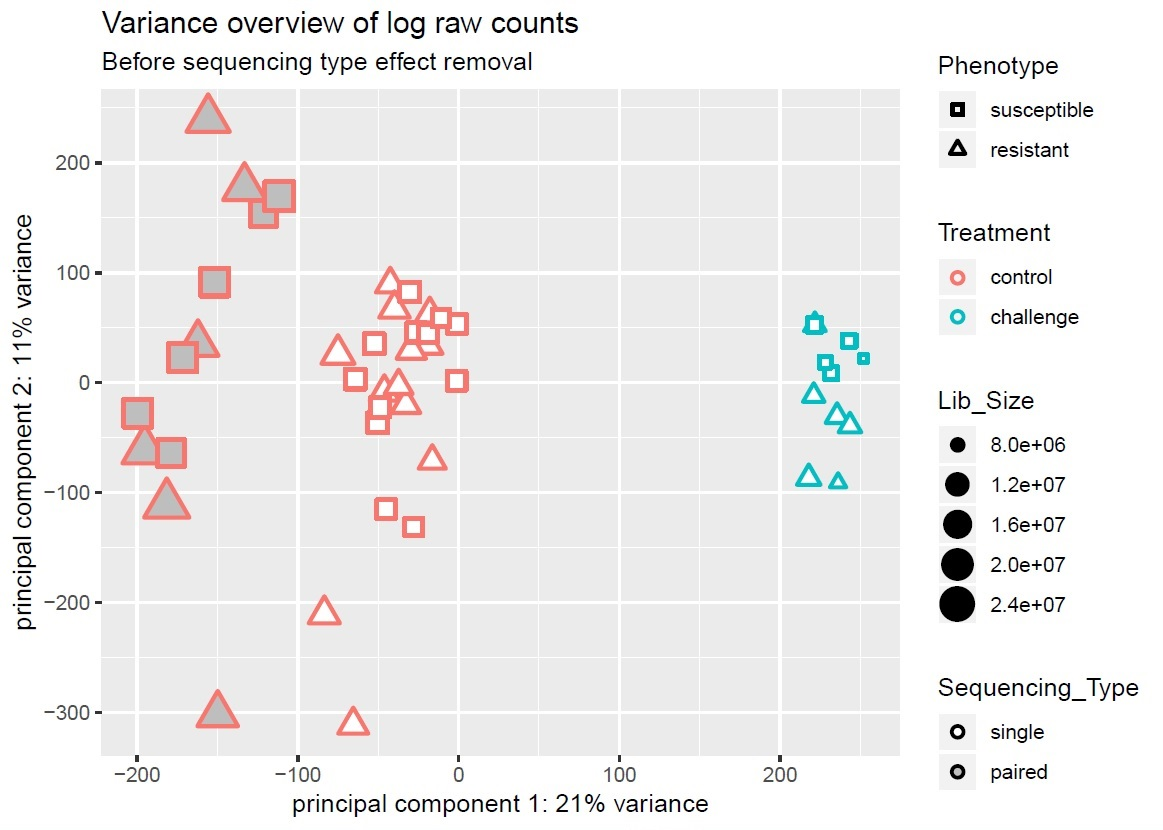 Variance overview of log raw counts
Before sequencing type effect removal
principal component 2: 11% variance
200
100
0
−100
−200
−300
−200
−100
0
100
200
principal component 1: 21% variance
Phenotype
susceptible
resistant
Treatment
control
challenge
Lib_Size
8.0e+06
1.2e+07
1.6e+07
2.0e+07
2.4e+07
Sequencing_Type
single
paired